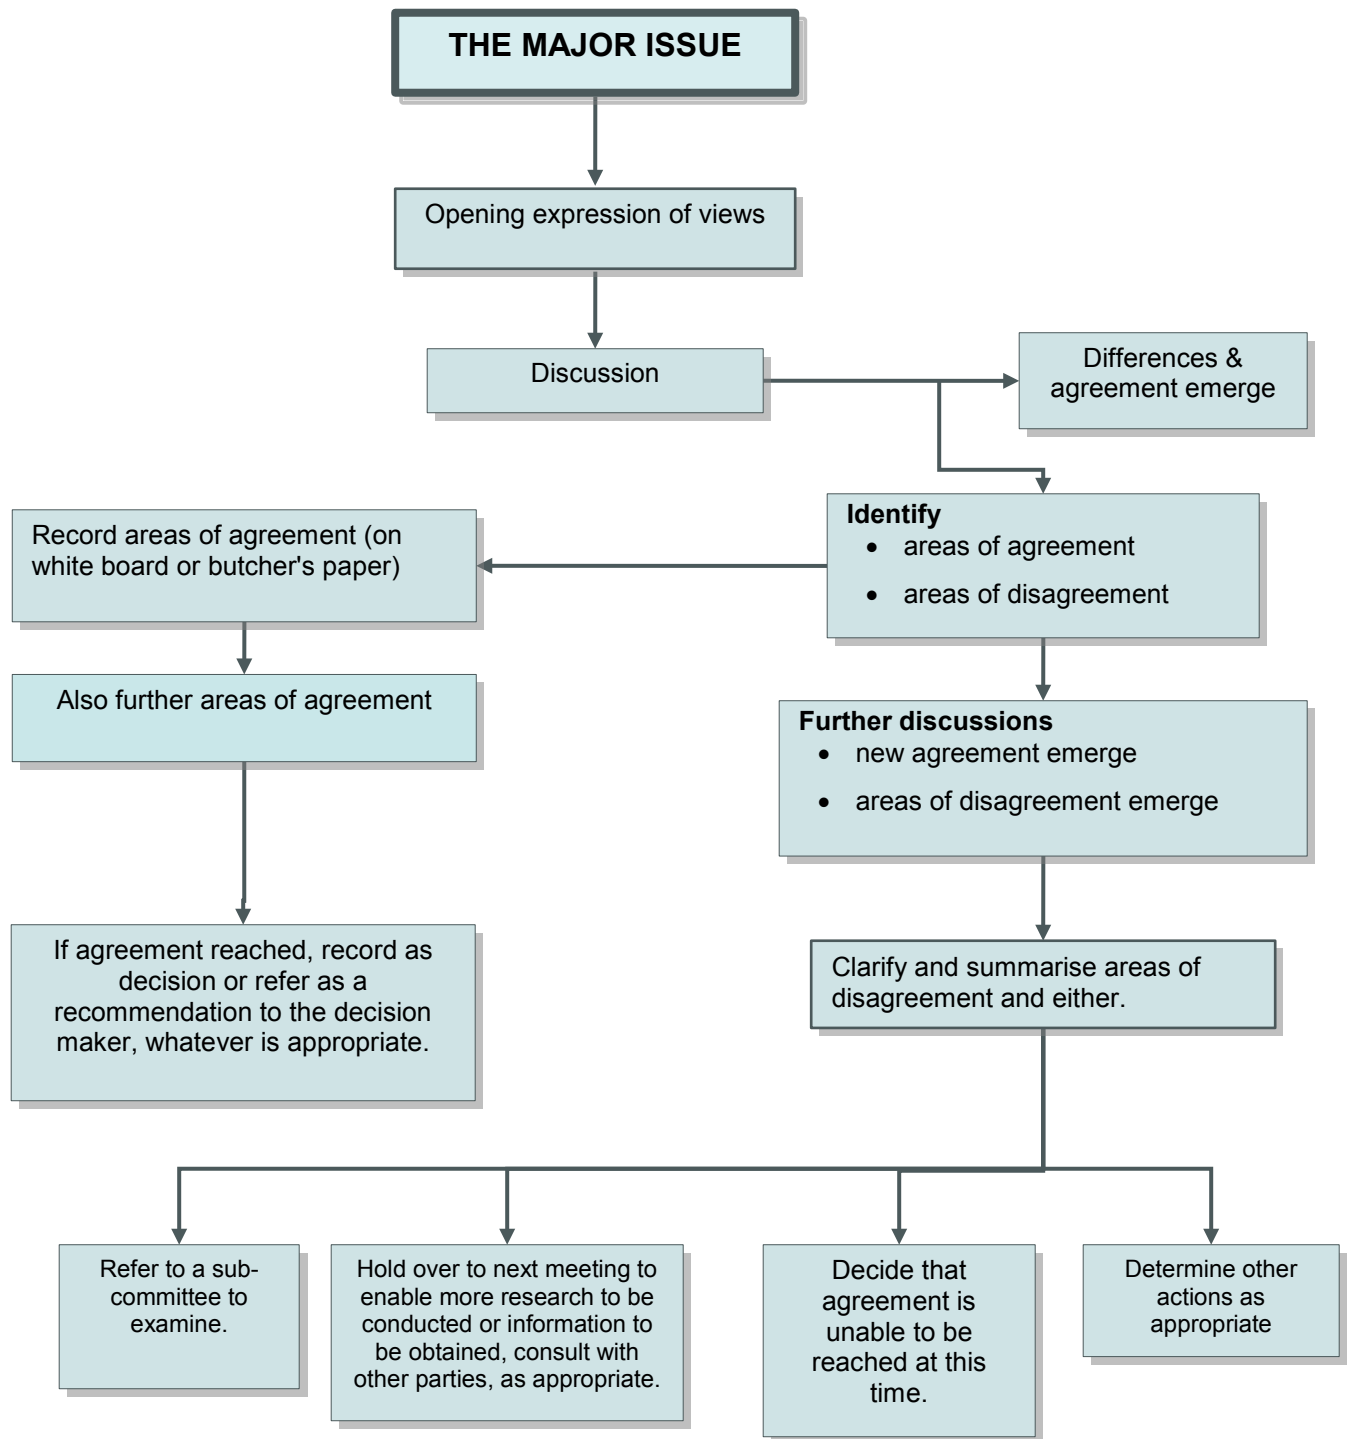 THE MAJOR ISSUE
Opening expression of views
Discussion
Differences &
agreement emerge
Identify
• areas of agreement
• areas of disagreement
Record areas of agreement (on
white board or butcher's paper)
Also further areas of agreement
Further discussions
• new agreement emerge
• areas of disagreement emerge
If agreement reached, record as
decision or refer as a
recommendation to the decision
maker, whatever is appropriate.
Clarify and summarise areas of
disagreement and either.
Refer to a sub-
committee to
examine.
Hold over to next meeting to
enable more research to be
conducted or information to
be obtained, consult with
other parties, as appropriate.
Decide that
agreement is
unable to be
reached at this
time.
Determine other
actions as
appropriate